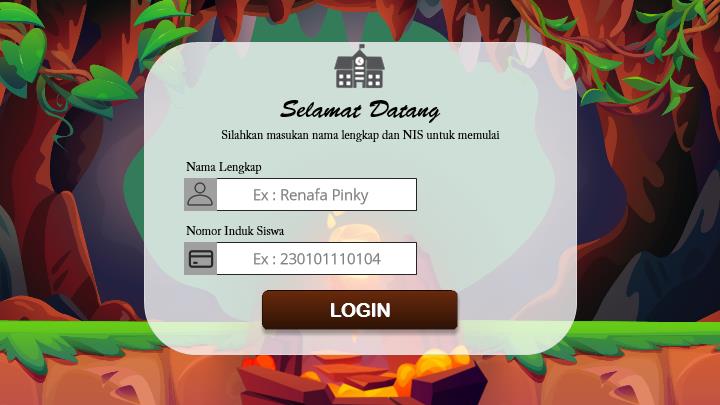 Selamat Datang
Silahkan masukan nama lengkap dan NIS untuk memulai
Nama Lengkap
Ex : Renafa Pinky
Nomor Induk Siswa
Ex : 230101110104
LOGIN